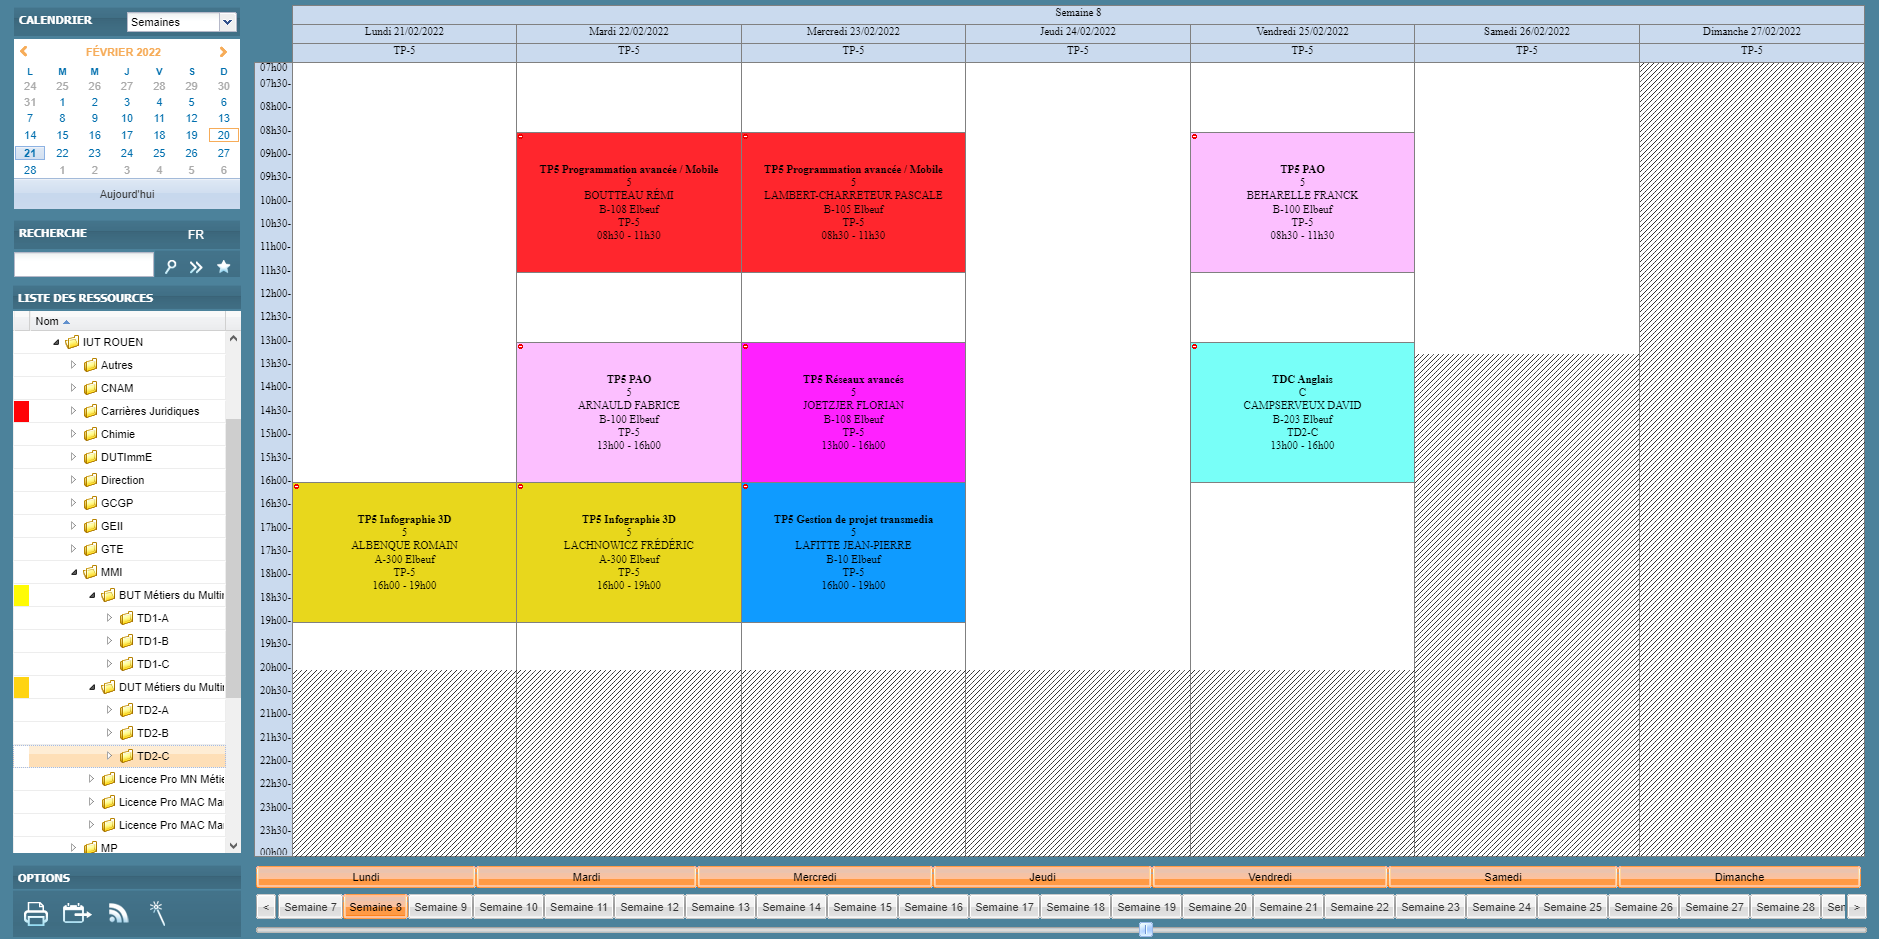 CALENDRIER
Semaines
FÉVRIER 2022
L M M J V S D
24 25 26 27 28 29 30
31 1 2 3 4 5 6
7 8 9 10 11 12 13
14 15 16 17 18 19 20
21 22 23 24 25 26 27
28 1 2 3 4 5 6
Aujourd'hui
RECHERCHE FR
LISTE DES RESSOURCES
Nom
IUT ROUEN
Autres
CNAM
Carrières Juridiques
Chimie
DUTImmE
Direction
GCGP
GEII
GTE
MMI
BUT Métiers du Multir
TD1-A
TD1-B
TD1-C
DUT Métiers du Multir
TD2-A
TD2-B
TD2-C
Licence Pro MN Métie
Licence Pro MAC Mai
Licence Pro MAC Mai
MP
OPTIONS
Semaine 8
Lundi 21/02/2022 Mardi 22/02/2022 Mercredi 23/02/2022 Jeudi 24/02/2022 Vendredi 25/02/2022 Samedi 26/02/2022 Dimanche 27/02/2022
TP-5 TP-5 TP-5 TP-5 TP-5 TP-5 TP-5
07h00
07h30-
08h00-
08h30-
09h00-
09h30-
10h00-
10h30-
11h00-
11h30-
12h00-
12h30-
13h00-
13h30-
14h00-
14h30-
15h00-
15h30-
16h00-
16h30-
17h00-
17h30-
18h00-
18h30-
19h00-
19h30-
20h00-
20h30-
21h00-
21h30-
22h00-
22h30-
23h00-
23h30-
00h00
TP5 Infographie 3D
5
ALBENQUE ROMAIN
A-300 Elbeuf
TP-5
16h00 - 19h00
TP5 Programmation avancée / Mobile
5
BOUTTEAU RÉMI
B-108 Elbeuf
TP-5
08h30 - 11h30
TP5 PAO
5
ARNAULD FABRICE
B-100 Elbeuf
TP-5
13h00 - 16h00
TP5 Infographie 3D
5
LACHNOWICZ FRÉDÉRIC
A-300 Elbeuf
TP-5
16h00 - 19h00
TP5 Programmation avancée / Mobile
5
LAMBERT-CHARRETEUR PASCALE
B-105 Elbeuf
TP-5
08h30 - 11h30
TP5 Réseaux avancés
5
JOETZJER FLORIAN
B-108 Elbeuf
TP-5
13h00 - 16h00
TP5 Gestion de projet transmedia
5
LAFITTE JEAN-PIERRE
B-10 Elbeuf
TP-5
16h00 - 19h00
TP5 PAO
5
BEHARELLE FRANCK
B-100 Elbeuf
TP-5
08h30 - 11h30
TDC Anglais
C
CAMPSERVEUX DAVID
B-203 Elbeuf
TD2-C
13h00 - 16h00
Lundi Mardi Mercredi Jeudi Vendredi Samedi Dimanche
< Semaine 7 Semaine 8 Semaine 9 Semaine 10 Semaine 11 Semaine 12 Semaine 13 Semaine 14 Semaine 15 Semaine 16 Semaine 17 Semaine 18 Semaine 19 Semaine 20 Semaine 21 Semaine 22 Semaine 23 Semaine 24 Semaine 25 Semaine 26 Semaine 27 Semaine 28 Sem >